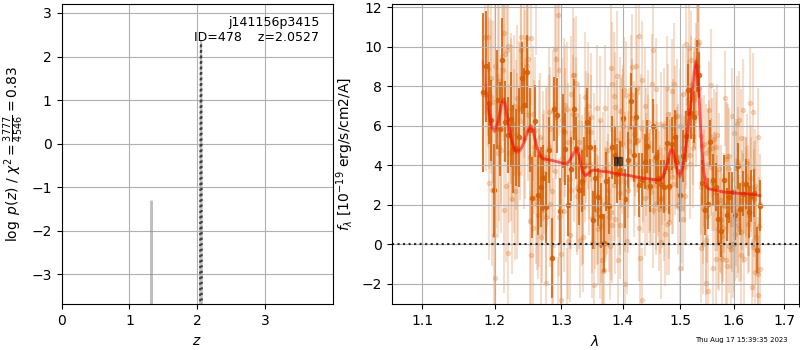 j141156p3415
ID=478 z=2.0527
log p(z) / χ² = 3777/4546 = 0.83
3
2
1
0
−1
−2
−3
0 1 2 3
z
f_λ [10⁻¹⁹ erg/s/cm2/A]
12
10
8
6
4
2
0
−2
1.1 1.2 1.3 1.4 1.5 1.6 1.7
λ
Thu Aug 17 15:39:35 2023